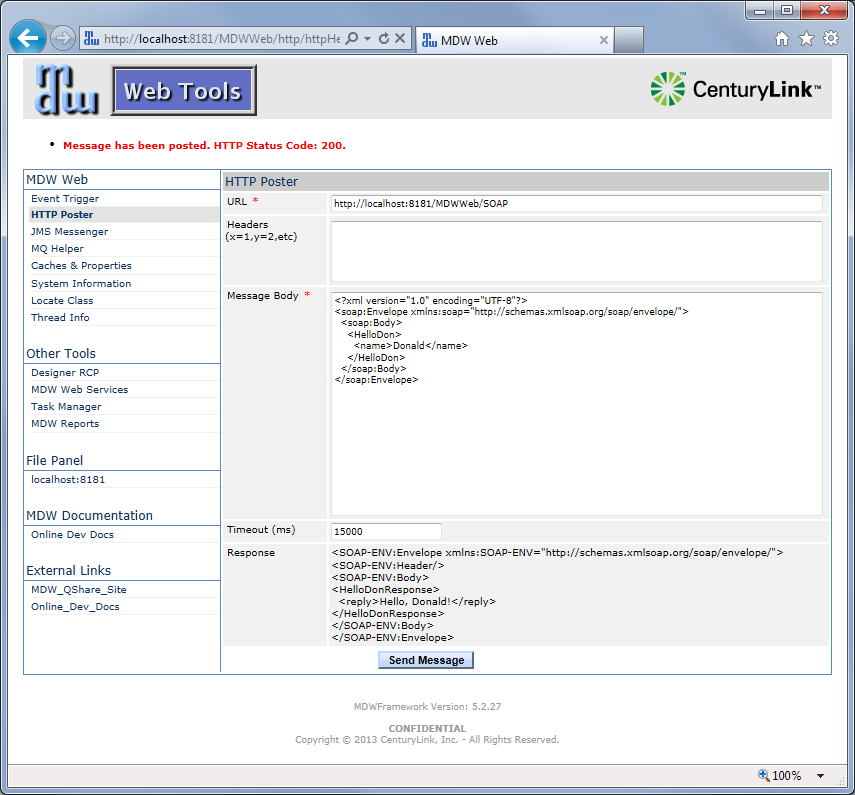 http://localhost:8181/MDWWeb/http/httpHe
MDW Web
mdw
Web Tools
CenturyLink™
• Message has been posted. HTTP Status Code: 200.
MDW Web
Event Trigger
HTTP Poster
JMS Messenger
MQ Helper
Caches & Properties
System Information
Locate Class
Thread Info
Other Tools
Designer RCP
MDW Web Services
Task Manager
MDW Reports
File Panel
localhost:8181
MDW Documentation
Online Dev Docs
External Links
MDW_QShare_Site
Online_Dev_Docs
HTTP Poster
URL * http://localhost:8181/MDWWeb/SOAP
Headers
(x=1,y=2,etc)
Message Body *
<?xml version="1.0" encoding="UTF-8"?>
<soap:Envelope xmlns:soap="http://schemas.xmlsoap.org/soap/envelope/">
<soap:Body>
<HelloDon>
<name>Donald</name>
</HelloDon>
</soap:Body>
</soap:Envelope>
Timeout (ms) 15000
Response
<SOAP-ENV:Envelope xmlns:SOAP-ENV="http://schemas.xmlsoap.org/soap/envelope/">
<SOAP-ENV:Header/>
<SOAP-ENV:Body>
<HelloDonResponse>
<reply>Hello, Donald!</reply>
</HelloDonResponse>
</SOAP-ENV:Body>
</SOAP-ENV:Envelope>
Send Message
MDWFramework Version: 5.2.27
CONFIDENTIAL
Copyright © 2013 CenturyLink, Inc. - All Rights Reserved.
100%